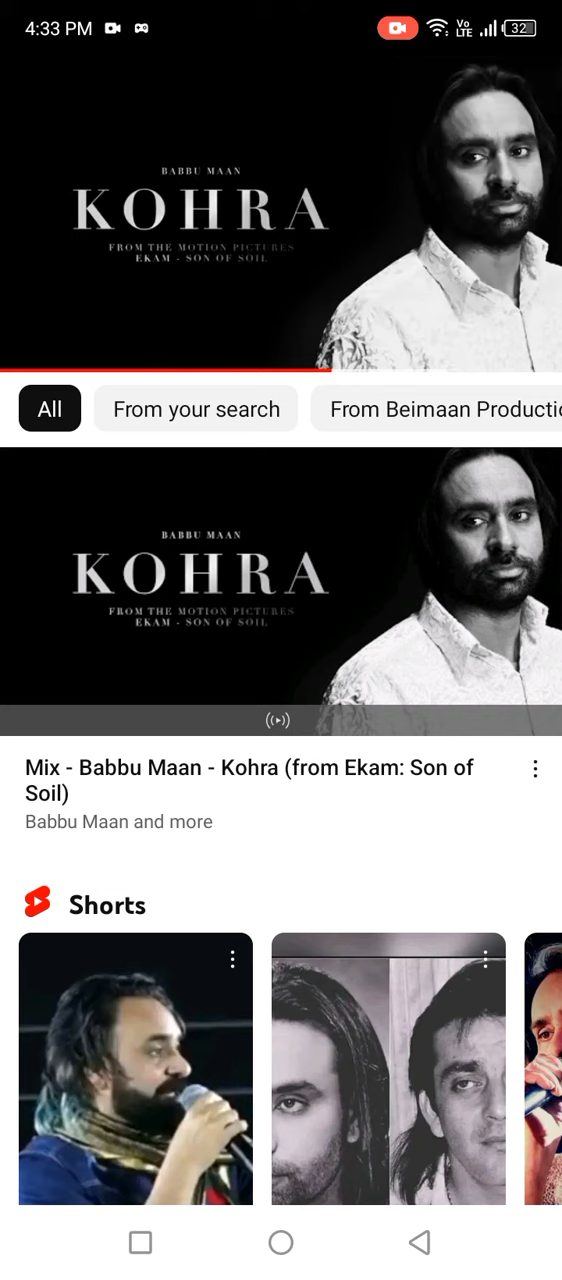 4:33 PM
Vo
LTE
32
BABBU MAAN
KOHRA
FROM THE MOTION PICTURES
EKAM - SON OF SOIL
All
From your search
From Beimaan Producti
BABBU MAAN
KOHRA
FROM THE MOTION PICTURES
EKAM - SON OF SOIL
Mix - Babbu Maan - Kohra (from Ekam: Son of
Soil)
Babbu Maan and more
Shorts